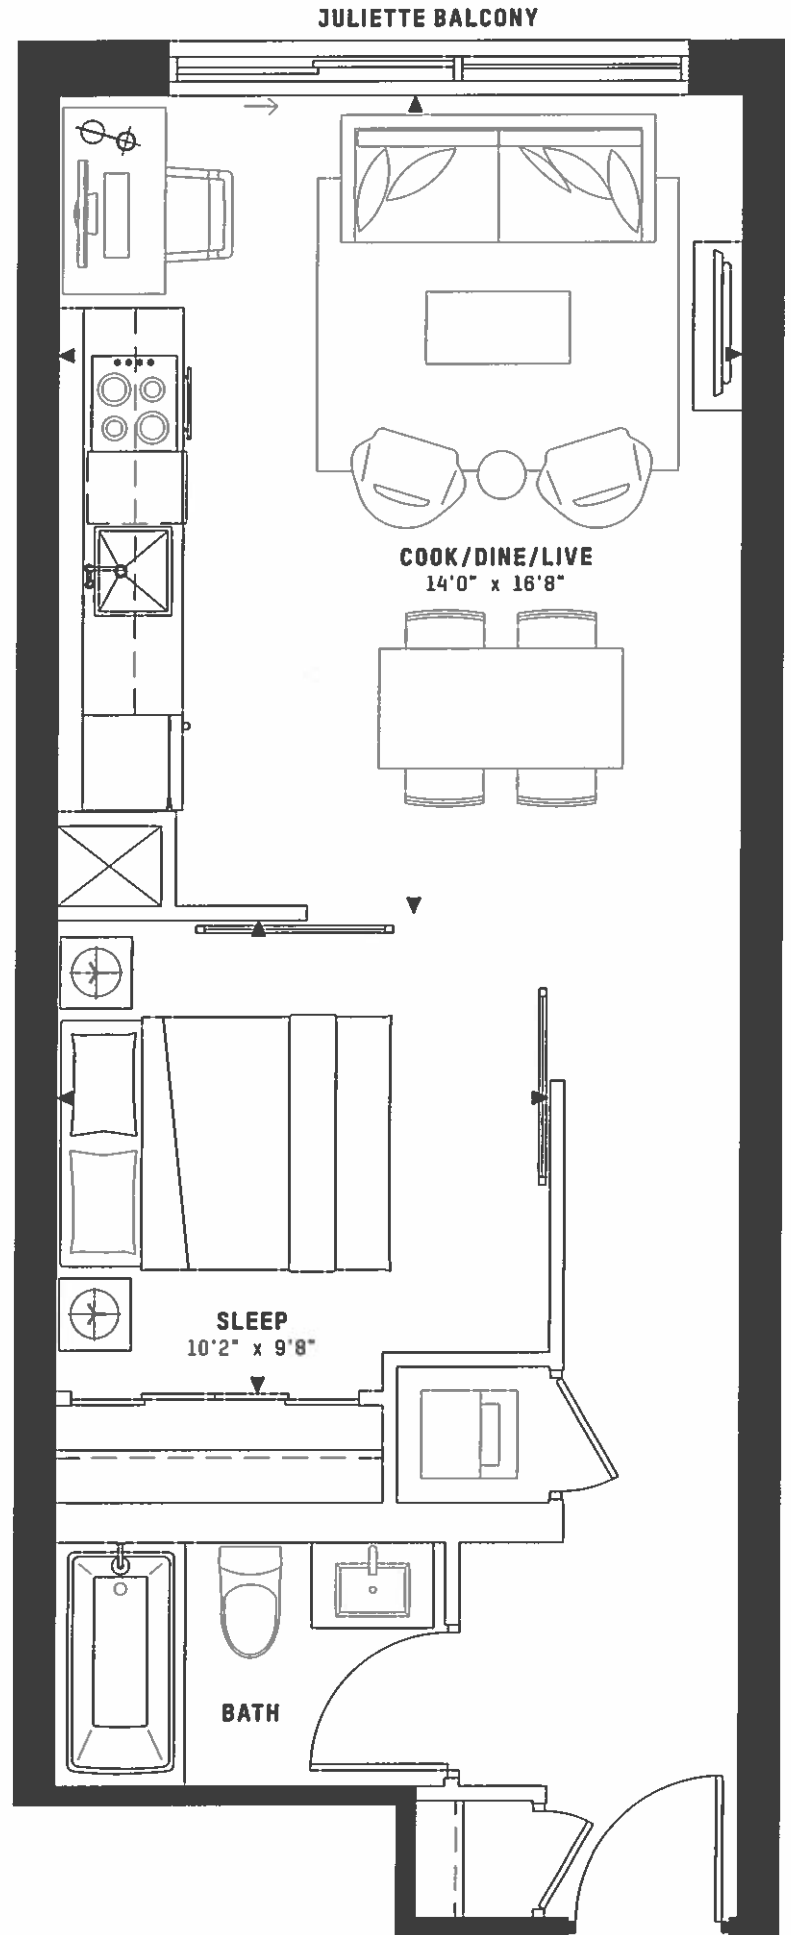 JULIETTE BALCONY
COOK/DINE/LIVE
14'0" x 16'8"
SLEEP
10'2" x 9'8"
BATH